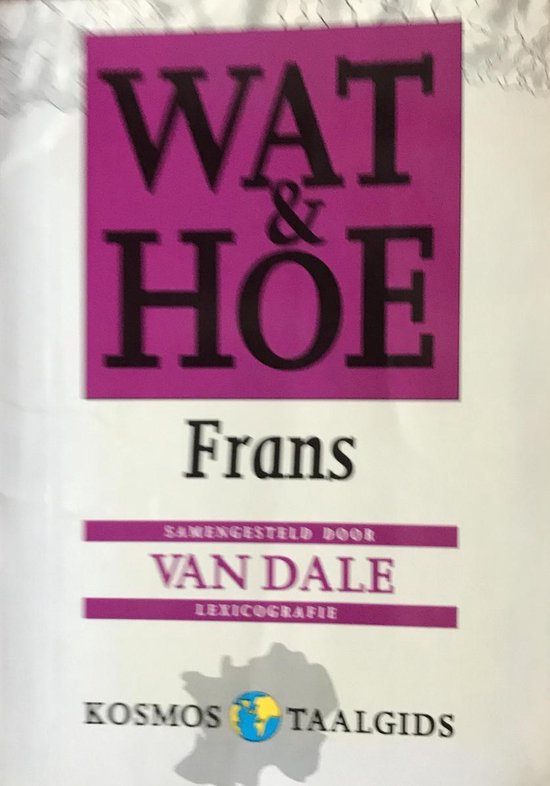 WAT
&
HOE
Frans
SAMENGESTELD DOOR
VAN DALE
LEXICOGRAFIE
KOSMOS TAALGIDS